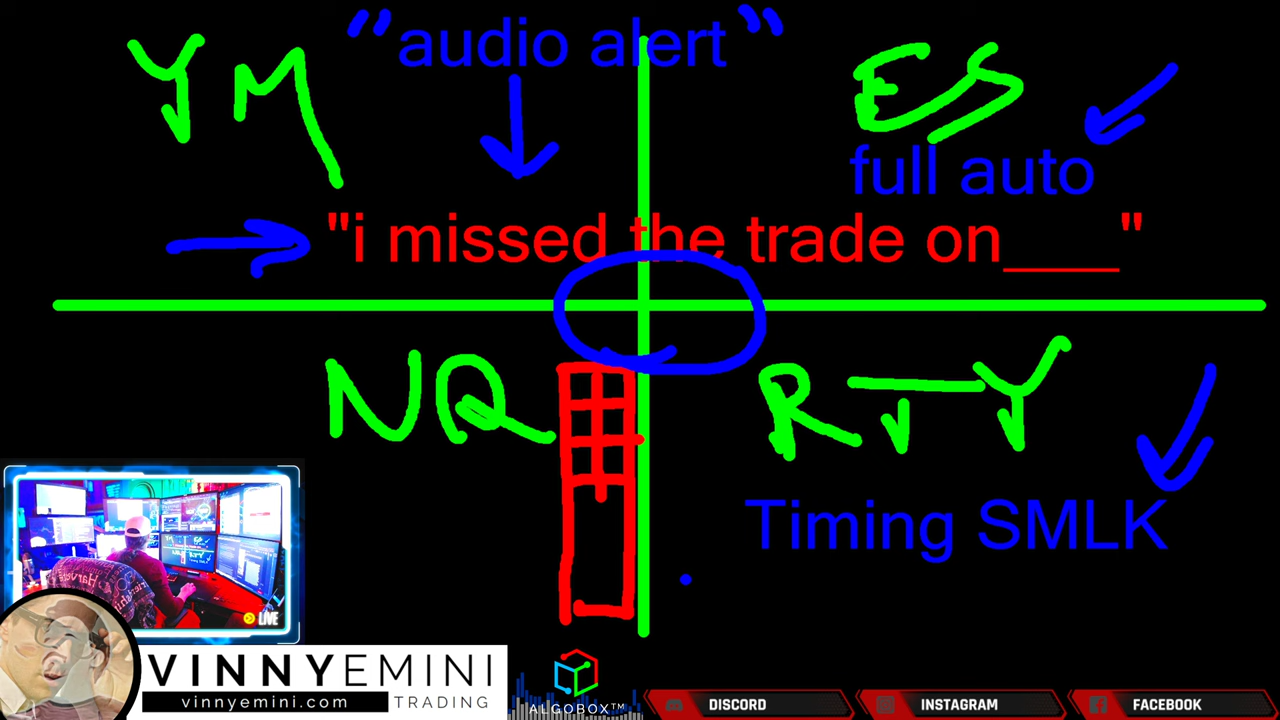 YM
" audio alert "
ES
full auto
"i missed the trade on____"
NQ
RTY
Timing SMLK
LIVE
VINNYEMINI
vinnyemini.com
TRADING
ALGOBOX™
DISCORD
INSTAGRAM
FACEBOOK